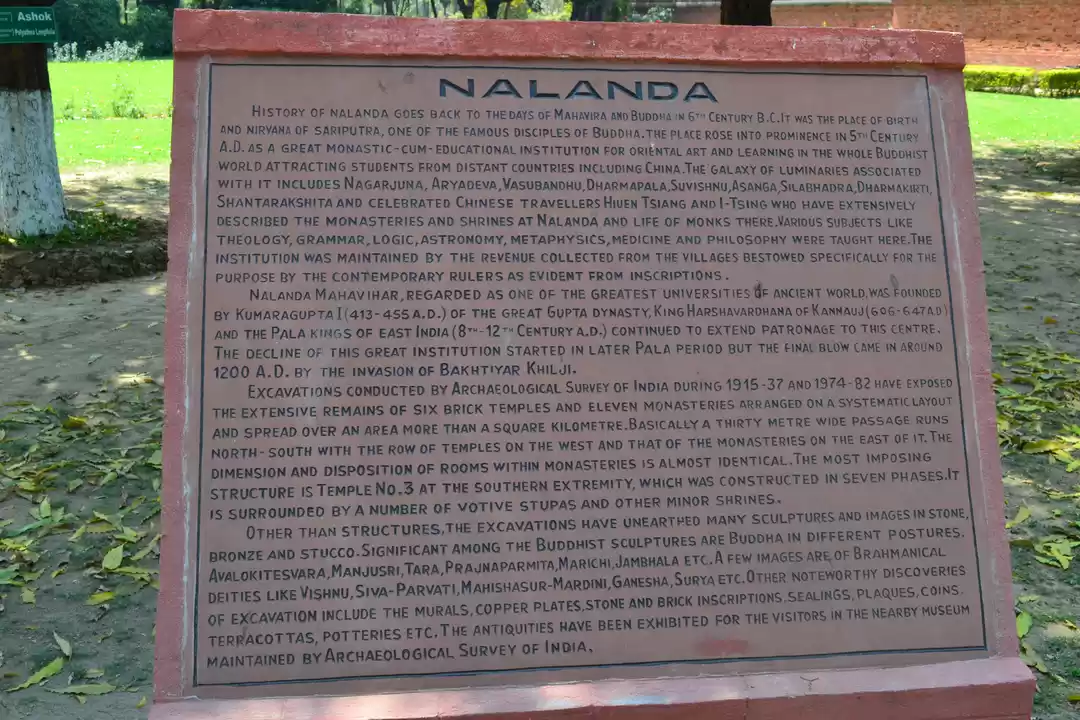 Ashok
Polyalthea Longifolia
NALANDA
HISTORY OF NALANDA GOES BACK TO THE DAYS OF MAHAVIRA AND BUDDHA IN 6TH CENTURY B.C.IT WAS THE PLACE OF BIRTH
AND NIRVANA OF SARIPUTRA, ONE OF THE FAMOUS DISCIPLES OF BUDDHA.THE PLACE ROSE INTO PROMINENCE IN 5TH CENTURY
A.D. AS A GREAT MONASTIC-CUM-EDUCATIONAL INSTITUTION FOR ORIENTAL ART AND LEARNING IN THE WHOLE BUDDHIST
WORLD ATTRACTING STUDENTS FROM DISTANT COUNTRIES INCLUDING CHINA.THE GALAXY OF LUMINARIES ASSOCIATED
WITH IT INCLUDES NAGARJUNA, ARYADEVA,VASUBANDHU,DHARMAPALA,SUVISHNU,ASANGA,SILABHADRA,DHARMAKIRTI,
SHANTARAKSHITA AND CELEBRATED CHINESE TRAVELLERS HIUEN TSIANG AND I-TSING WHO HAVE EXTENSIVELY
DESCRIBED THE MONASTERIES AND SHRINES AT NALANDA AND LIFE OF MONKS THERE.VARIOUS SUBJECTS LIKE
THEOLOGY, GRAMMAR, LOGIC, ASTRONOMY, METAPHYSICS, MEDICINE AND PHILOSOPHY WERE TAUGHT HERE.THE
INSTITUTION WAS MAINTAINED BY THE REVENUE COLLECTED FROM THE VILLAGES BESTOWED SPECIFICALLY FOR THE
PURPOSE BY THE CONTEMPORARY RULERS AS EVIDENT FROM INSCRIPTIONS.
NALANDA MAHAVIHAR, REGARDED AS ONE OF THE GREATEST UNIVERSITIES OF ANCIENT WORLD,WAS FOUNDED
BY KUMARAGUPTA I (413-455 A.D.) OF THE GREAT GUPTA DYNASTY, KING HARSHAVARDHANA OF KANNAUJ (606-647 A.D)
AND THE PALA KINGS OF EAST INDIA (8TH-12TH CENTURY A.D.) CONTINUED TO EXTEND PATRONAGE TO THIS CENTRE.
THE DECLINE OF THIS GREAT INSTITUTION STARTED IN LATER PALA PERIOD BUT THE FINAL BLOW CAME IN AROUND
1200 A.D. BY THE INVASION OF BAKHTIYAR KHILJI.
EXCAVATIONS CONDUCTED BY ARCHAEOLOGICAL SURVEY OF INDIA DURING 1915-37 AND 1974-82 HAVE EXPOSED
THE EXTENSIVE REMAINS OF SIX BRICK TEMPLES AND ELEVEN MONASTERIES ARRANGED ON A SYSTEMATIC LAYOUT
AND SPREAD OVER AN AREA MORE THAN A SQUARE KILOMETRE.BASICALLY A THIRTY METRE WIDE PASSAGE RUNS
NORTH-SOUTH WITH THE ROW OF TEMPLES ON THE WEST AND THAT OF THE MONASTERIES ON THE EAST OF IT.THE
DIMENSION AND DISPOSITION OF ROOMS WITHIN MONASTERIES IS ALMOST IDENTICAL.THE MOST IMPOSING
STRUCTURE IS TEMPLE NO.3 AT THE SOUTHERN EXTREMITY, WHICH WAS CONSTRUCTED IN SEVEN PHASES.IT
IS SURROUNDED BY A NUMBER OF VOTIVE STUPAS AND OTHER MINOR SHRINES.
OTHER THAN STRUCTURES,THE EXCAVATIONS HAVE UNEARTHED MANY SCULPTURES AND IMAGES IN STONE,
BRONZE AND STUCCO.SIGNIFICANT AMONG THE BUDDHIST SCULPTURES ARE BUDDHA IN DIFFERENT POSTURES.
AVALOKITESVARA,MANJUSRI,TARA,PRAJNAPARMITA,MARICHI,JAMBHALA ETC. A FEW IMAGES ARE OF BRAHMANICAL
DEITIES LIKE VISHNU, SIVA-PARVATI, MAHISHASUR-MARDINI,GANESHA, SURYA ETC. OTHER NOTEWORTHY DISCOVERIES
OF EXCAVATION INCLUDE THE MURALS, COPPER PLATES,STONE AND BRICK INSCRIPTIONS,SEALINGS, PLAQUES, COINS.
TERRACOTTAS, POTTERIES ETC. THE ANTIQUITIES HAVE BEEN EXHIBITED FOR THE VISITORS IN THE NEARBY MUSEUM
MAINTAINED BY ARCHAEOLOGICAL SURVEY OF INDIA.